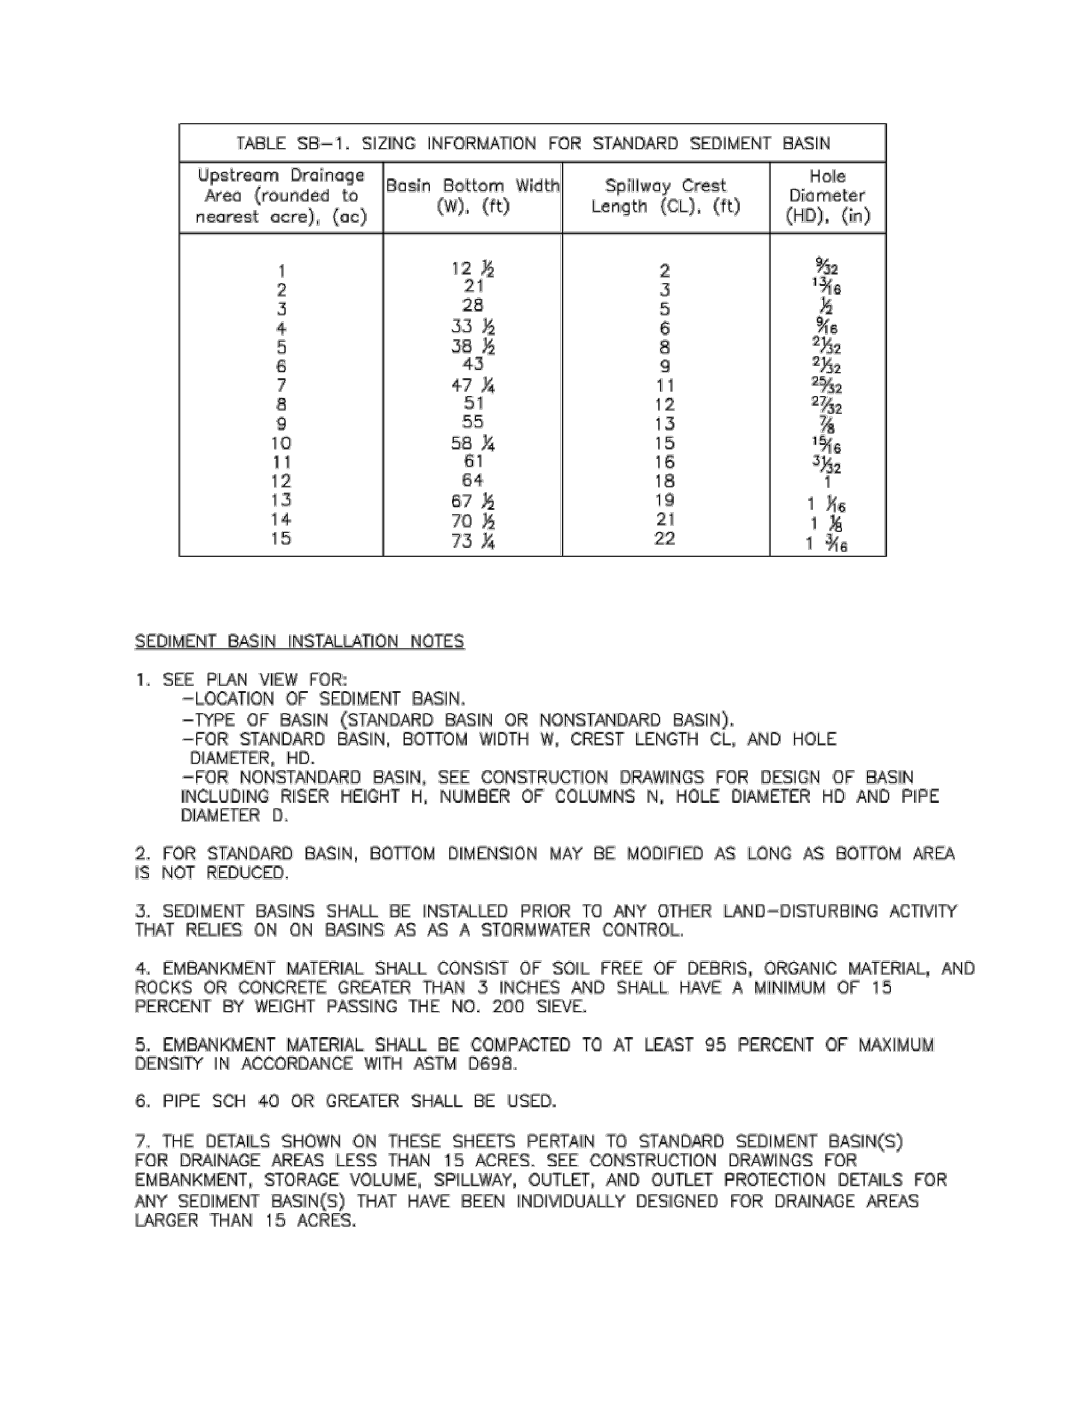 TABLE SB-1. SIZING INFORMATION FOR STANDARD SEDIMENT BASIN
Upstream Drainage Area (rounded to nearest acre), (ac) | Basin Bottom Width (W), (ft) | Spillway Crest Length (CL), (ft) | Hole Diameter (HD), (in)
1 | 12 ½ | 2 | 9/32
2 | 21 | 3 | 13/16
3 | 28 | 5 | ½
4 | 33 ½ | 6 | 9/16
5 | 38 ½ | 8 | 21/32
6 | 43 | 9 | 21/32
7 | 47 ¼ | 11 | 25/32
8 | 51 | 12 | 27/32
9 | 55 | 13 | 7/8
10 | 58 ¼ | 15 | 15/16
11 | 61 | 16 | 31/32
12 | 64 | 18 | 1
13 | 67 ½ | 19 | 1 1/16
14 | 70 ½ | 21 | 1 1/8
15 | 73 ¼ | 22 | 1 3/16
SEDIMENT BASIN INSTALLATION NOTES
1. SEE PLAN VIEW FOR:
-LOCATION OF SEDIMENT BASIN.
-TYPE OF BASIN (STANDARD BASIN OR NONSTANDARD BASIN).
-FOR STANDARD BASIN, BOTTOM WIDTH W, CREST LENGTH CL, AND HOLE
DIAMETER, HD.
-FOR NONSTANDARD BASIN, SEE CONSTRUCTION DRAWINGS FOR DESIGN OF BASIN
INCLUDING RISER HEIGHT H, NUMBER OF COLUMNS N, HOLE DIAMETER HD AND PIPE
DIAMETER D.
2. FOR STANDARD BASIN, BOTTOM DIMENSION MAY BE MODIFIED AS LONG AS BOTTOM AREA
IS NOT REDUCED.
3. SEDIMENT BASINS SHALL BE INSTALLED PRIOR TO ANY OTHER LAND-DISTURBING ACTIVITY
THAT RELIES ON ON BASINS AS AS A STORMWATER CONTROL.
4. EMBANKMENT MATERIAL SHALL CONSIST OF SOIL FREE OF DEBRIS, ORGANIC MATERIAL, AND
ROCKS OR CONCRETE GREATER THAN 3 INCHES AND SHALL HAVE A MINIMUM OF 15
PERCENT BY WEIGHT PASSING THE NO. 200 SIEVE.
5. EMBANKMENT MATERIAL SHALL BE COMPACTED TO AT LEAST 95 PERCENT OF MAXIMUM
DENSITY IN ACCORDANCE WITH ASTM D698.
6. PIPE SCH 40 OR GREATER SHALL BE USED.
7. THE DETAILS SHOWN ON THESE SHEETS PERTAIN TO STANDARD SEDIMENT BASIN(S)
FOR DRAINAGE AREAS LESS THAN 15 ACRES. SEE CONSTRUCTION DRAWINGS FOR
EMBANKMENT, STORAGE VOLUME, SPILLWAY, OUTLET, AND OUTLET PROTECTION DETAILS FOR
ANY SEDIMENT BASIN(S) THAT HAVE BEEN INDIVIDUALLY DESIGNED FOR DRAINAGE AREAS
LARGER THAN 15 ACRES.